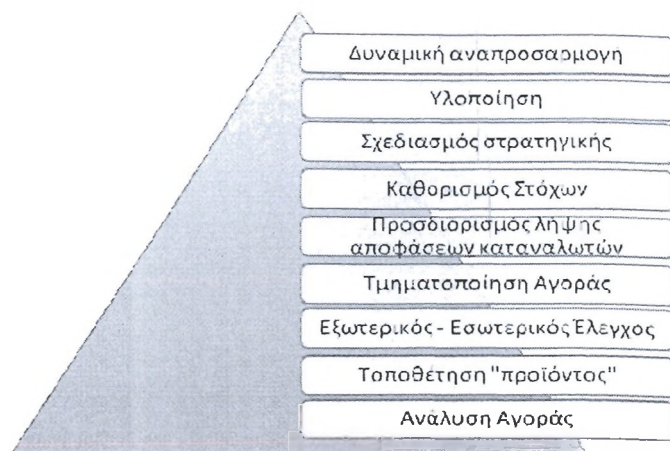 Δυναμική αναπροσαρμογή
Υλοποίηση
Σχεδιασμός στρατηγικής
Καθορισμός Στόχων
Προσδιορισμός λήψης
αποφάσεων καταναλωτών
Τμηματοποίηση Αγοράς
Εξωτερικός - Εσωτερικός Έλεγχος
Τοποθέτηση "προϊόντος"
Ανάλυση Αγοράς